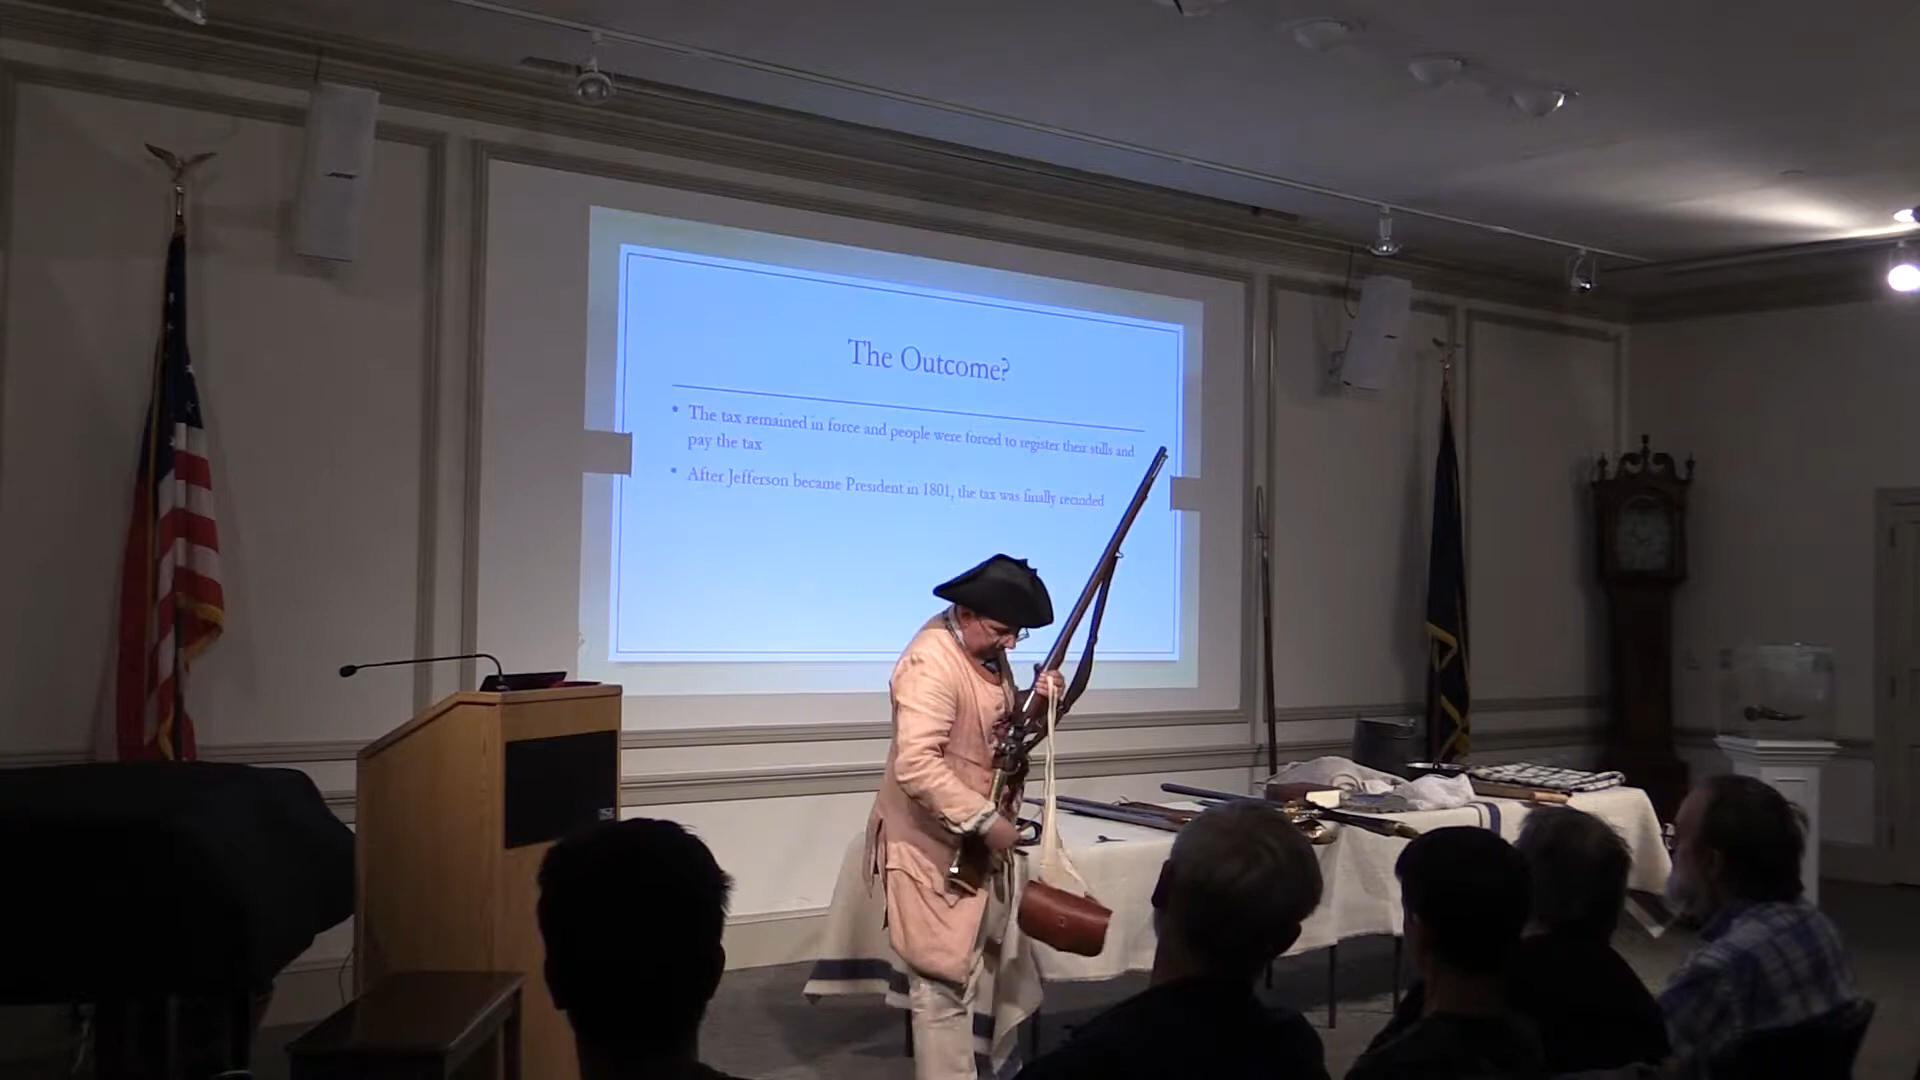 The Outcome?
• The tax remained in force and people were forced to register their stills and
pay the tax
• After Jefferson became President in 1801, the tax was finally recinded